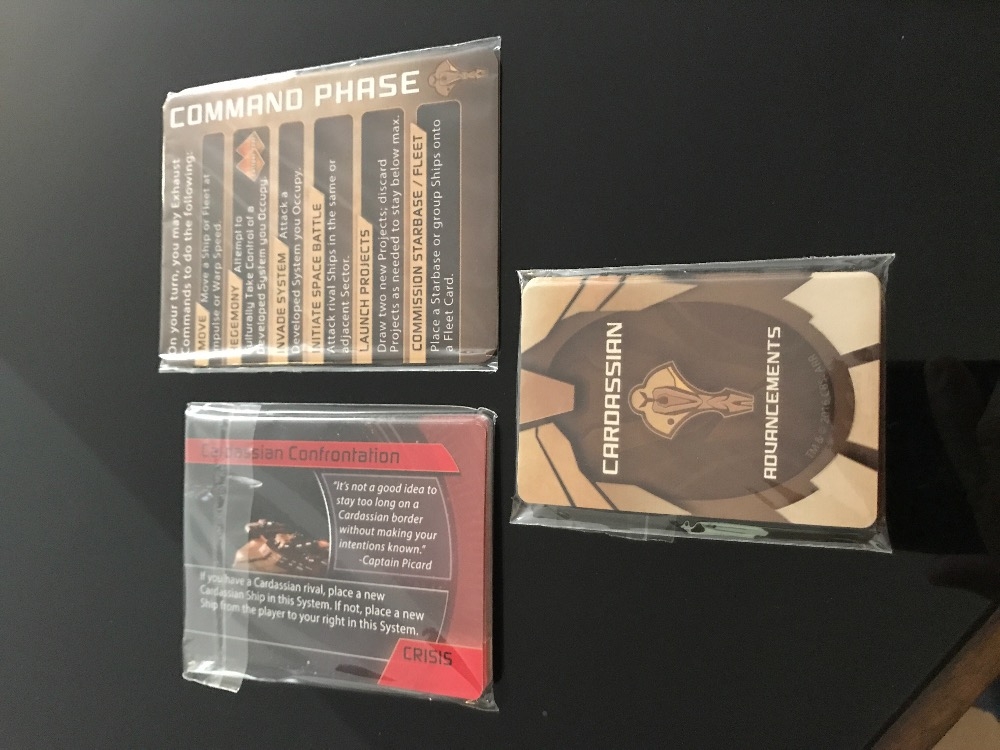 COMMAND PHASE
On your turn, you may Exhaust
Commands to do the following:
MOVE Move a Ship or Fleet at
Impulse or Warp Speed.
HEGEMONY Attempt to
Culturally Take Control of a
Developed System you Occupy.
INVADE SYSTEM Attack a
Developed System you Occupy.
INITIATE SPACE BATTLE
Attack rival Ships in the same or
adjacent Sector.
LAUNCH PROJECTS
Draw two new Projects; discard
Projects as needed to stay below max.
COMMISSION STARBASE / FLEET
Place a Starbase or group Ships onto
a Fleet Card.
Cardassian Confrontation
"It's not a good idea to
stay too long on a
Cardassian border
without making your
intentions known."
-Captain Picard
If you have a Cardassian rival, place a new
Cardassian Ship in this System. If not, place a new
Ship from the player to your right in this System.
CRISIS
CARDASSIAN
ADVANCEMENTS
TM &